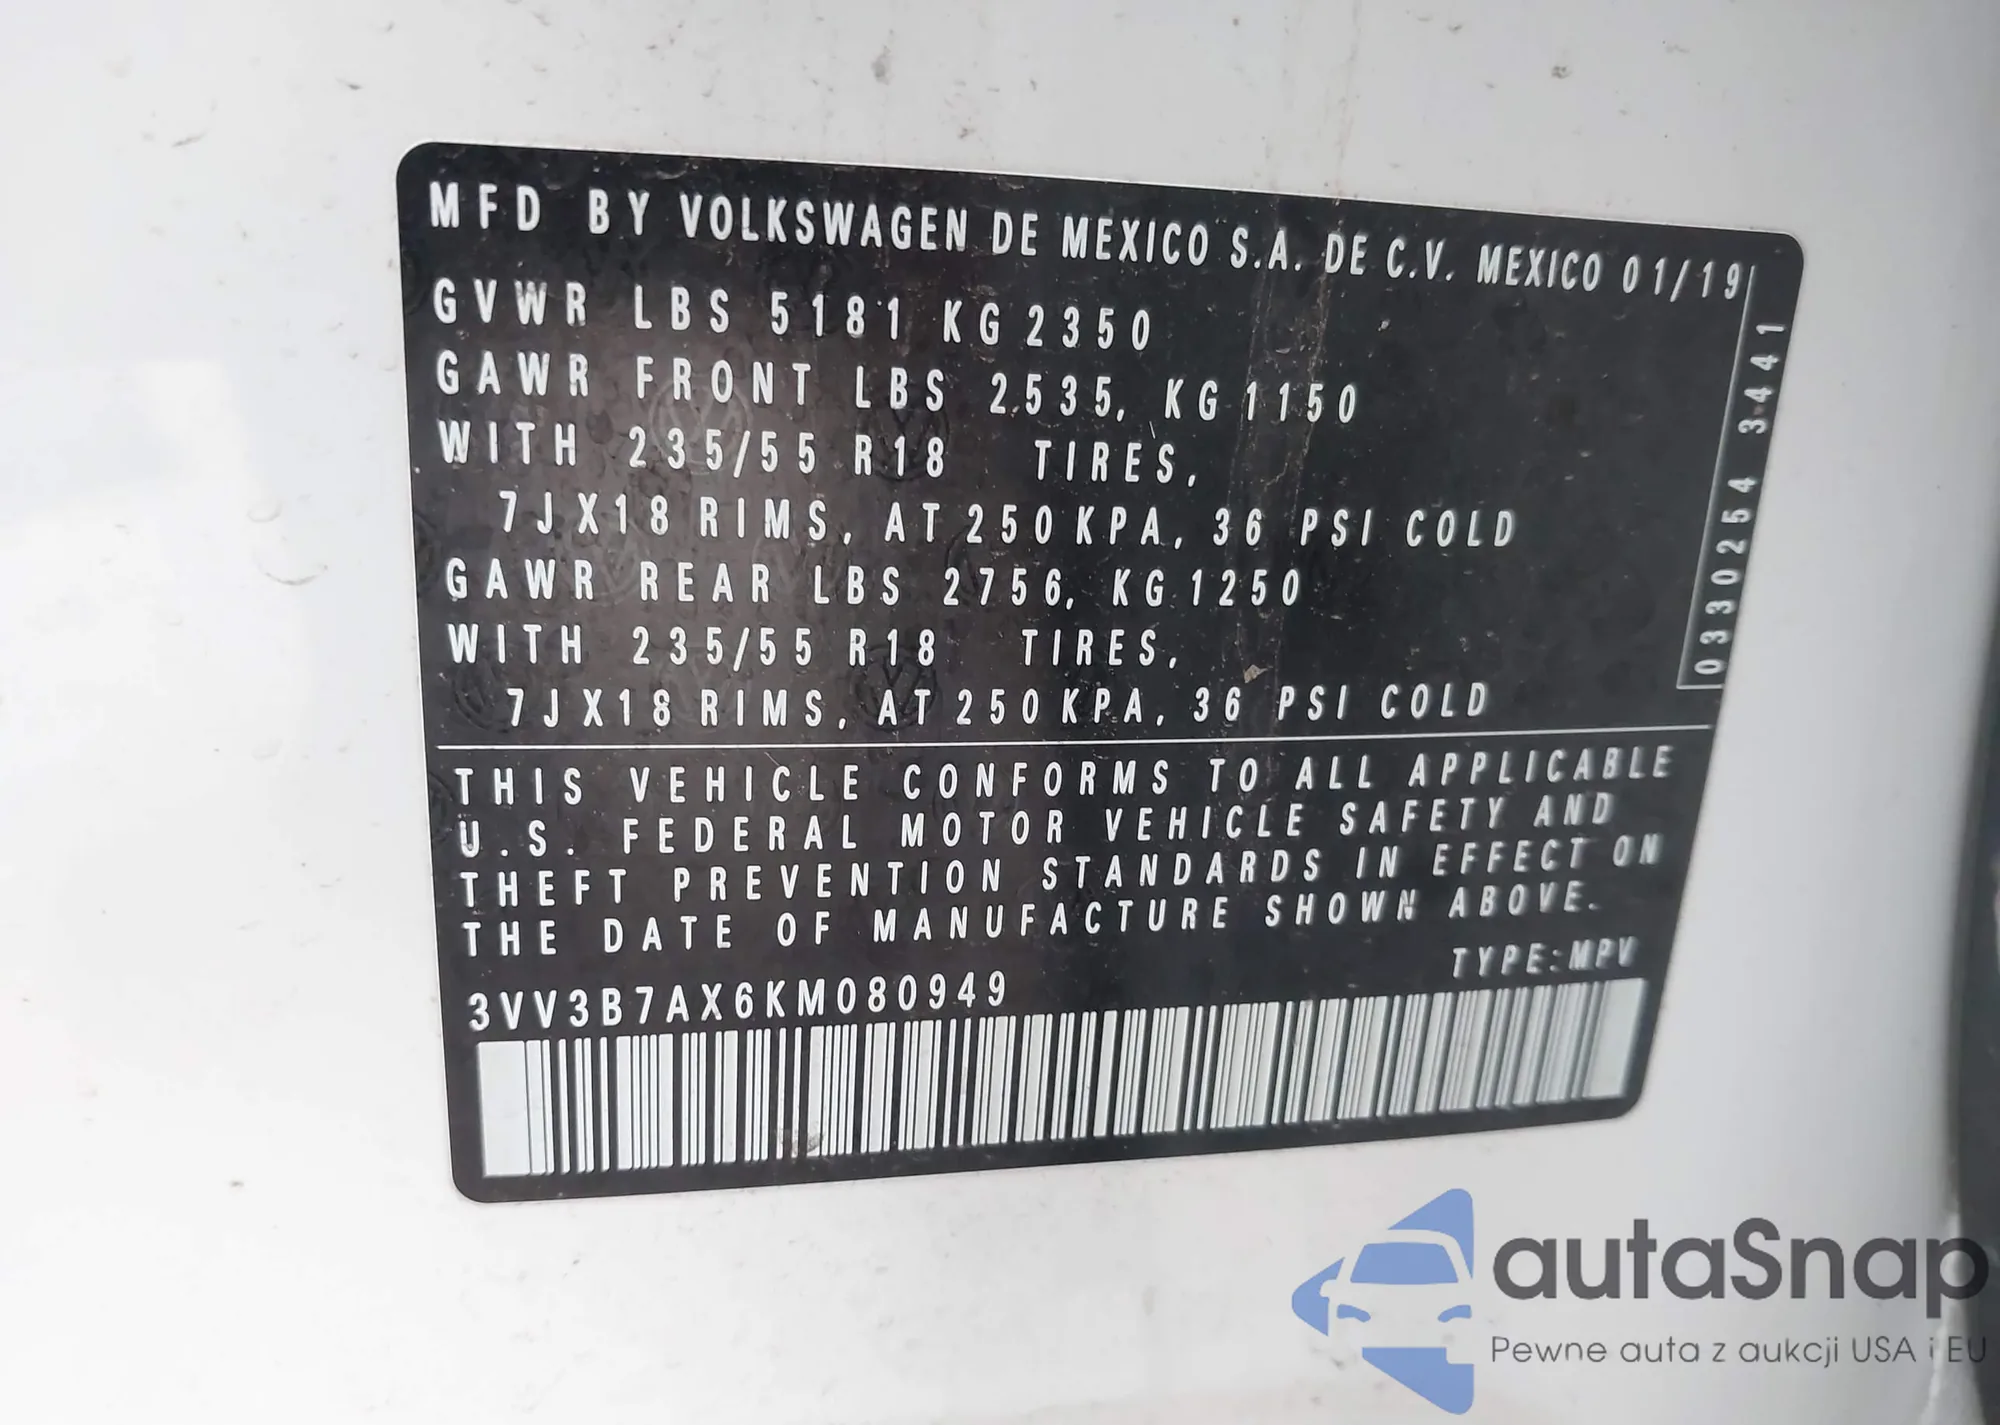 MFD BY VOLKSWAGEN DE MEXICO S.A. DE C.V. MEXICO 01/19
GVWR LBS 5181 KG 2350
GAWR FRONT LBS 2535, KG 1150
WITH 235/55 R18 TIRES,
7JX18 RIMS, AT 250 KPA, 36 PSI COLD
GAWR REAR LBS 2756, KG 1250
WITH 235/55 R18 TIRES,
7JX18 RIMS, AT 250 KPA, 36 PSI COLD
0330254 3441
THIS VEHICLE CONFORMS TO ALL APPLICABLE
U.S. FEDERAL MOTOR VEHICLE SAFETY AND
THEFT PREVENTION STANDARDS IN EFFECT ON
THE DATE OF MANUFACTURE SHOWN ABOVE.
TYPE: MPV
3VV3B7AX6KM080949
autaSnap
Pewne auta z aukcji USA i EU